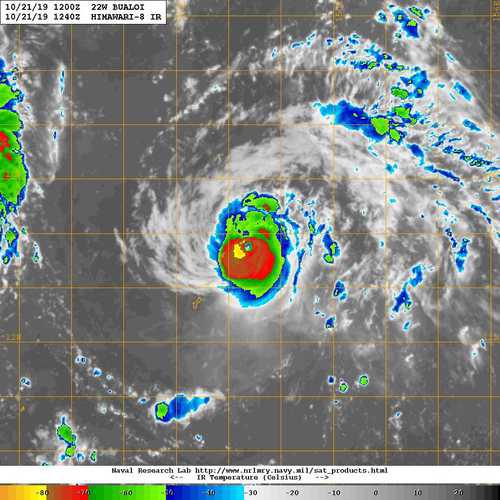 10/21/19 1200Z 22W BUALOI
10/21/19 1240Z HIMAWARI-8 IR
Naval Research Lab http://www.nrlmry.navy.mil/sat_products.html
<-- IR Temperature (Celsius) -->
-80 -70 -60 -50 -40 -30 -20 -10 0 10 20